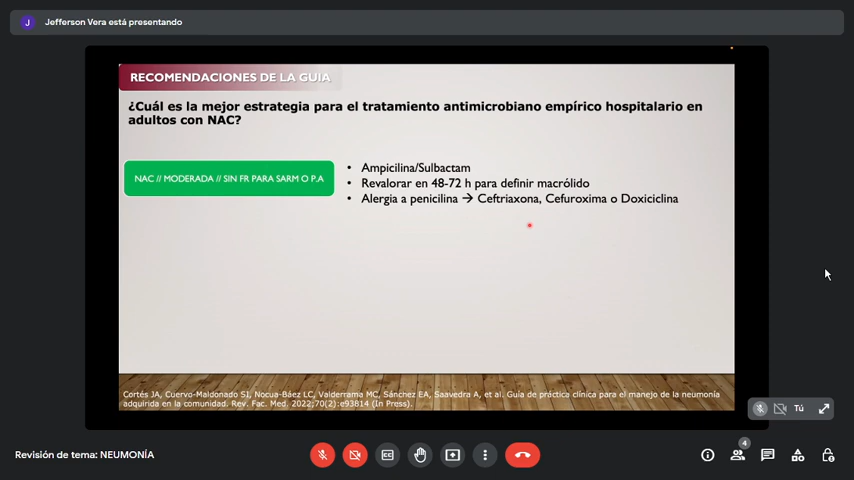 J
Jefferson Vera está presentando
RECOMENDACIONES DE LA GUIA
¿Cuál es la mejor estrategia para el tratamiento antimicrobiano empírico hospitalario en
adultos con NAC?
NAC // MODERADA // SIN FR PARA SARM O P.A
• Ampicilina/Sulbactam
• Revalorar en 48-72 h para definir macrólido
• Alergia a penicilina → Ceftriaxona, Cefuroxima o Doxiciclina
Cortés JA, Cuervo-Maldonado SI, Nocua-Báez LC, Valderrama MC, Sánchez EA, Saavedra A, et al. Guía de práctica clínica para el manejo de la neumonía
adquirida en la comunidad. Rev. Fac. Med. 2022;70(2):e93814 (In Press).
Tú
Revisión de tema: NEUMONÍA
4